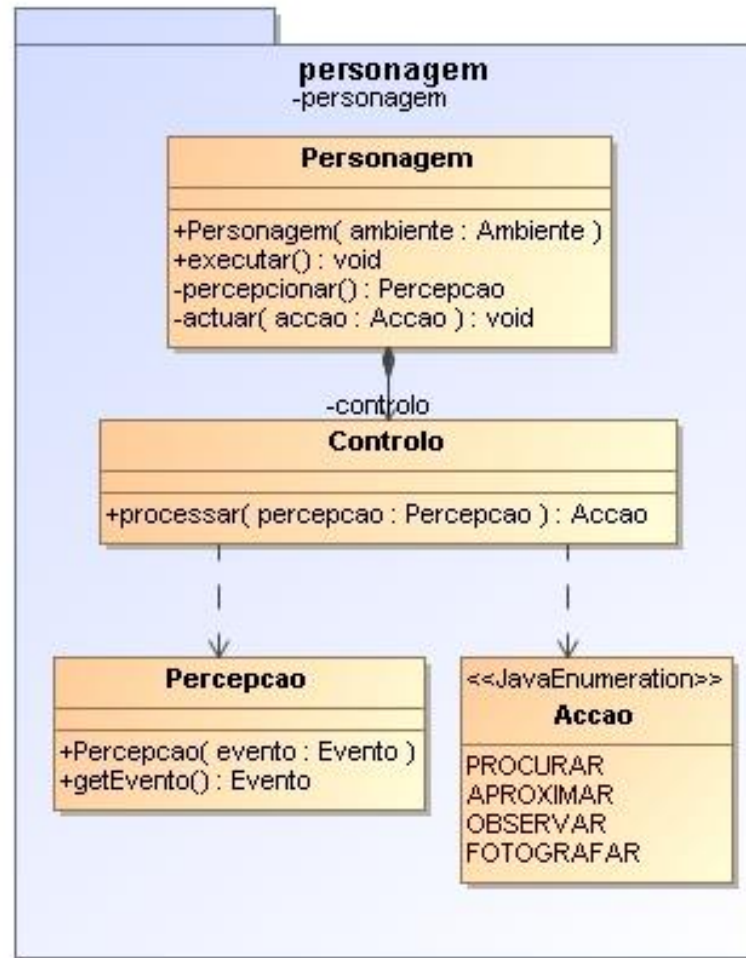 personagem
-personagem
Personagem
+Personagem( ambiente : Ambiente )
+executar() : void
-percepcionar() : Percepcao
-actuar( accao : Accao ) : void
-controlo
Controlo
+processar( percepcao : Percepcao ) : Accao
Percepcao
+Percepcao( evento : Evento )
+getEvento() : Evento
<<JavaEnumeration>>
Accao
PROCURAR
APROXIMAR
OBSERVAR
FOTOGRAFAR